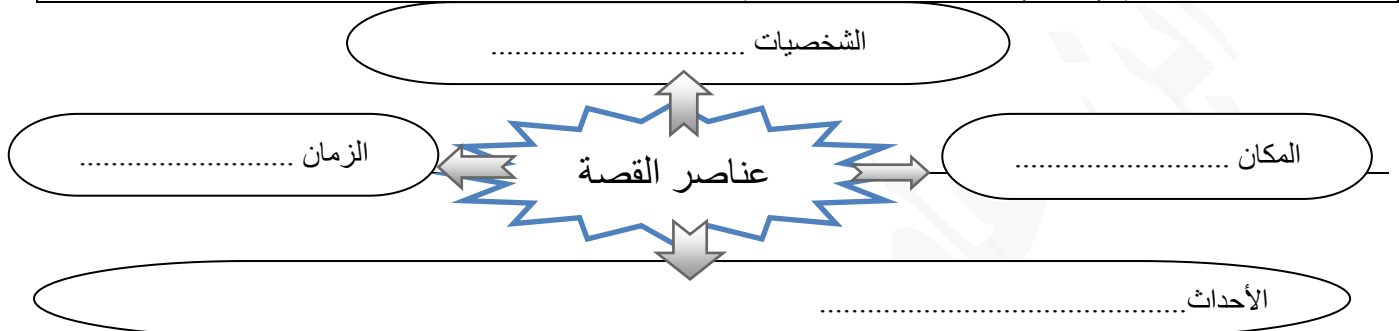 الشخصيات ...............................
المكان ..........................
الزمان ..........................
عناصر القصة
الأحداث.............................................